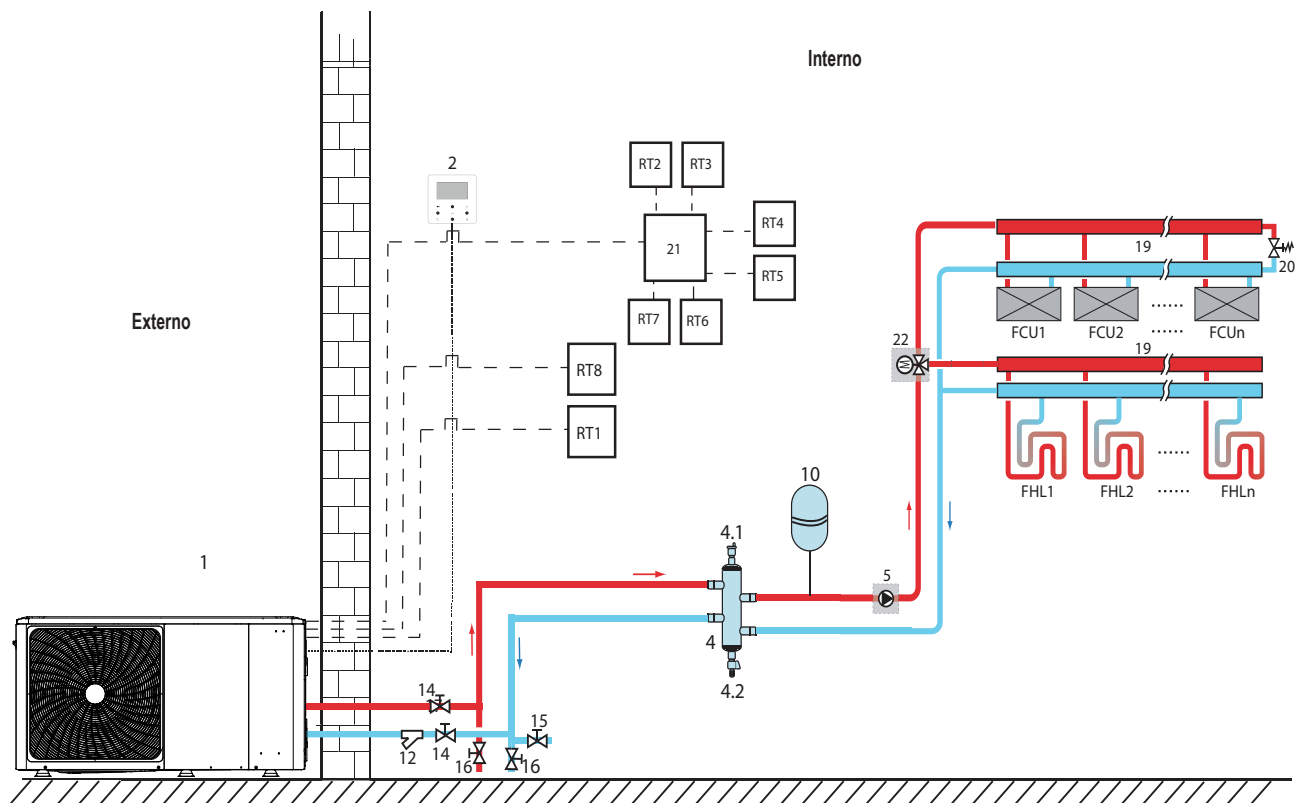 Interno
Externo
2
RT2
RT3
RT4
21
RT5
RT7
RT6
RT8
RT1
19
20
FCU1
FCU2
......
......
FCUn
22
19
......
FHL1
FHL2
......
FHLn
10
4.1
5
4
4.2
1
14
15
12
14
16
16